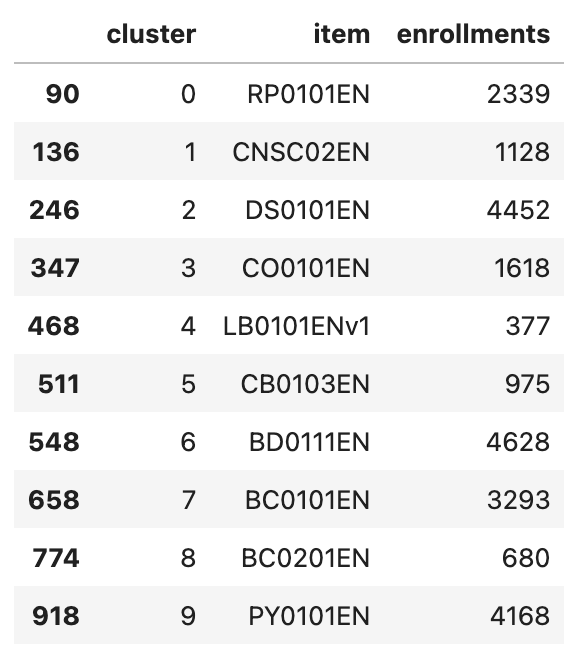 cluster item enrollments
90 0 RP0101EN 2339
136 1 CNSC02EN 1128
246 2 DS0101EN 4452
347 3 CO0101EN 1618
468 4 LB0101ENv1 377
511 5 CB0103EN 975
548 6 BD0111EN 4628
658 7 BC0101EN 3293
774 8 BC0201EN 680
918 9 PY0101EN 4168